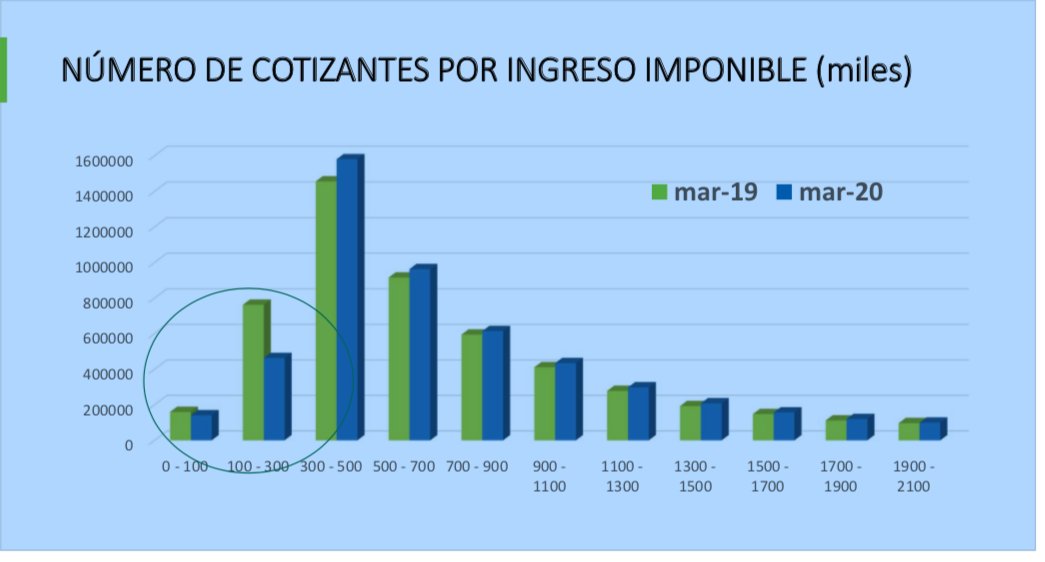 NÚMERO DE COTIZANTES POR INGRESO IMPONIBLE (miles)
1600000
1400000
1200000
1000000
800000
600000
400000
200000
0
mar-19 mar-20
0 - 100 100 - 300 300 - 500 500 - 700 700 - 900 900 - 1100 - 1300 - 1500 - 1700 - 1900 -
1100 1300 1500 1700 1900 2100